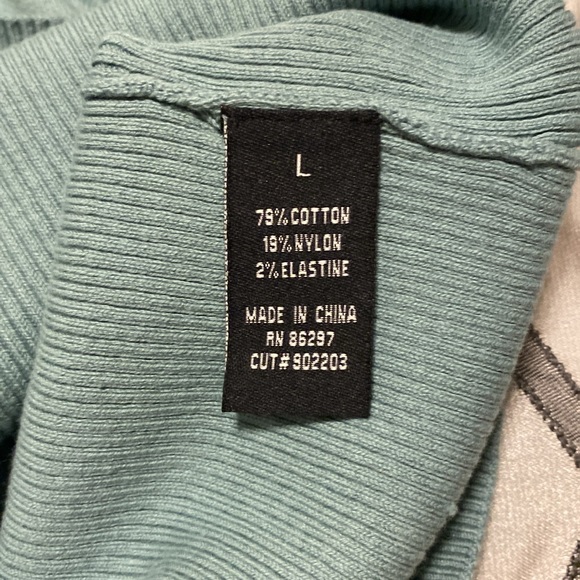 L
79% COTTON
19% NYLON
2% ELASTINE
MADE IN CHINA
RN 86297
CUT# 902203